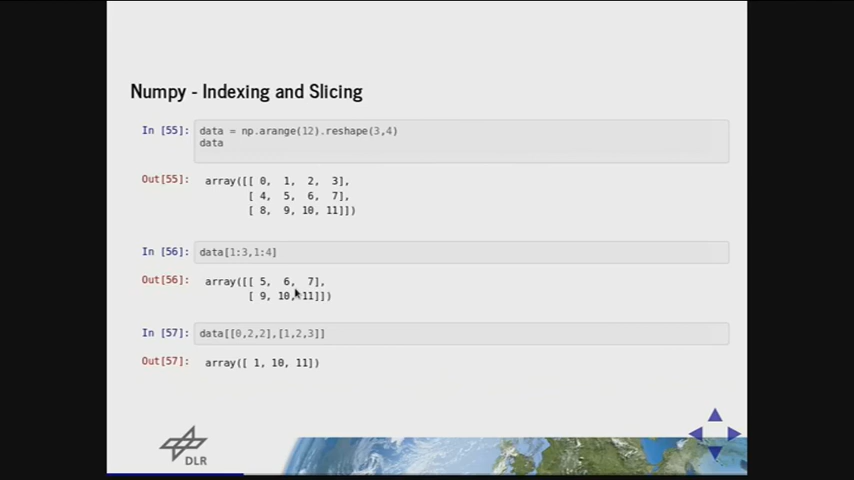 Numpy - Indexing and Slicing
In [55]: data = np.arange(12).reshape(3,4)
data
Out[55]: array([[ 0, 1, 2, 3],
[ 4, 5, 6, 7],
[ 8, 9, 10, 11]])
In [56]: data[1:3,1:4]
Out[56]: array([[ 5, 6, 7],
[ 9, 10, 11]])
In [57]: data[[0,2,2],[1,2,3]]
Out[57]: array([ 1, 10, 11])
DLR